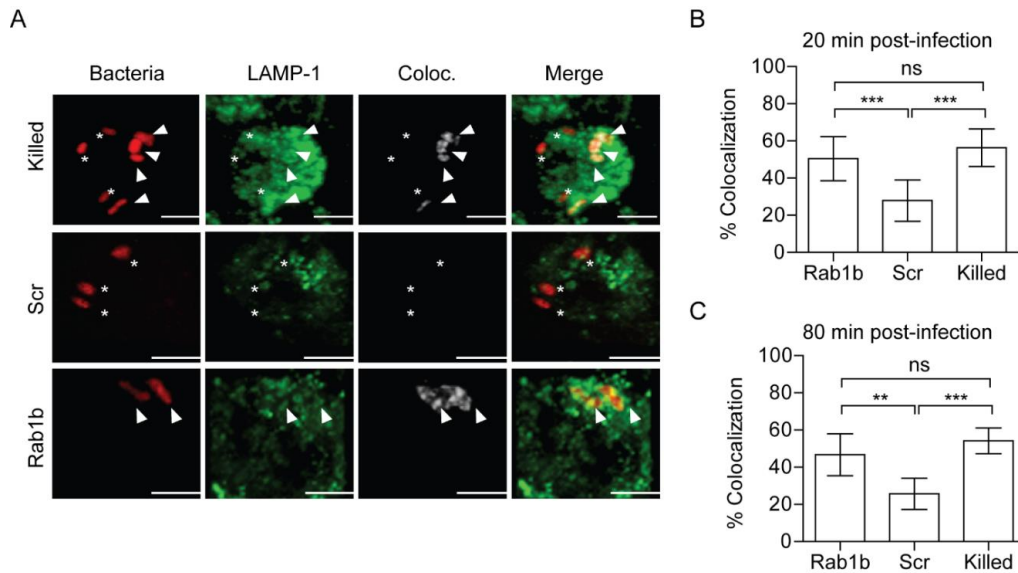 A
Bacteria LAMP-1 Coloc. Merge
Killed
* * *
* * *
* * *
* * *
Scr
* * *
* * *
* * *
* * *
Rab1b
B
20 min post-infection
% Colocalization
100
80
60
40
20
0
ns
*** ***
Rab1b Scr Killed
C
80 min post-infection
% Colocalization
100
80
60
40
20
0
ns
** ***
Rab1b Scr Killed